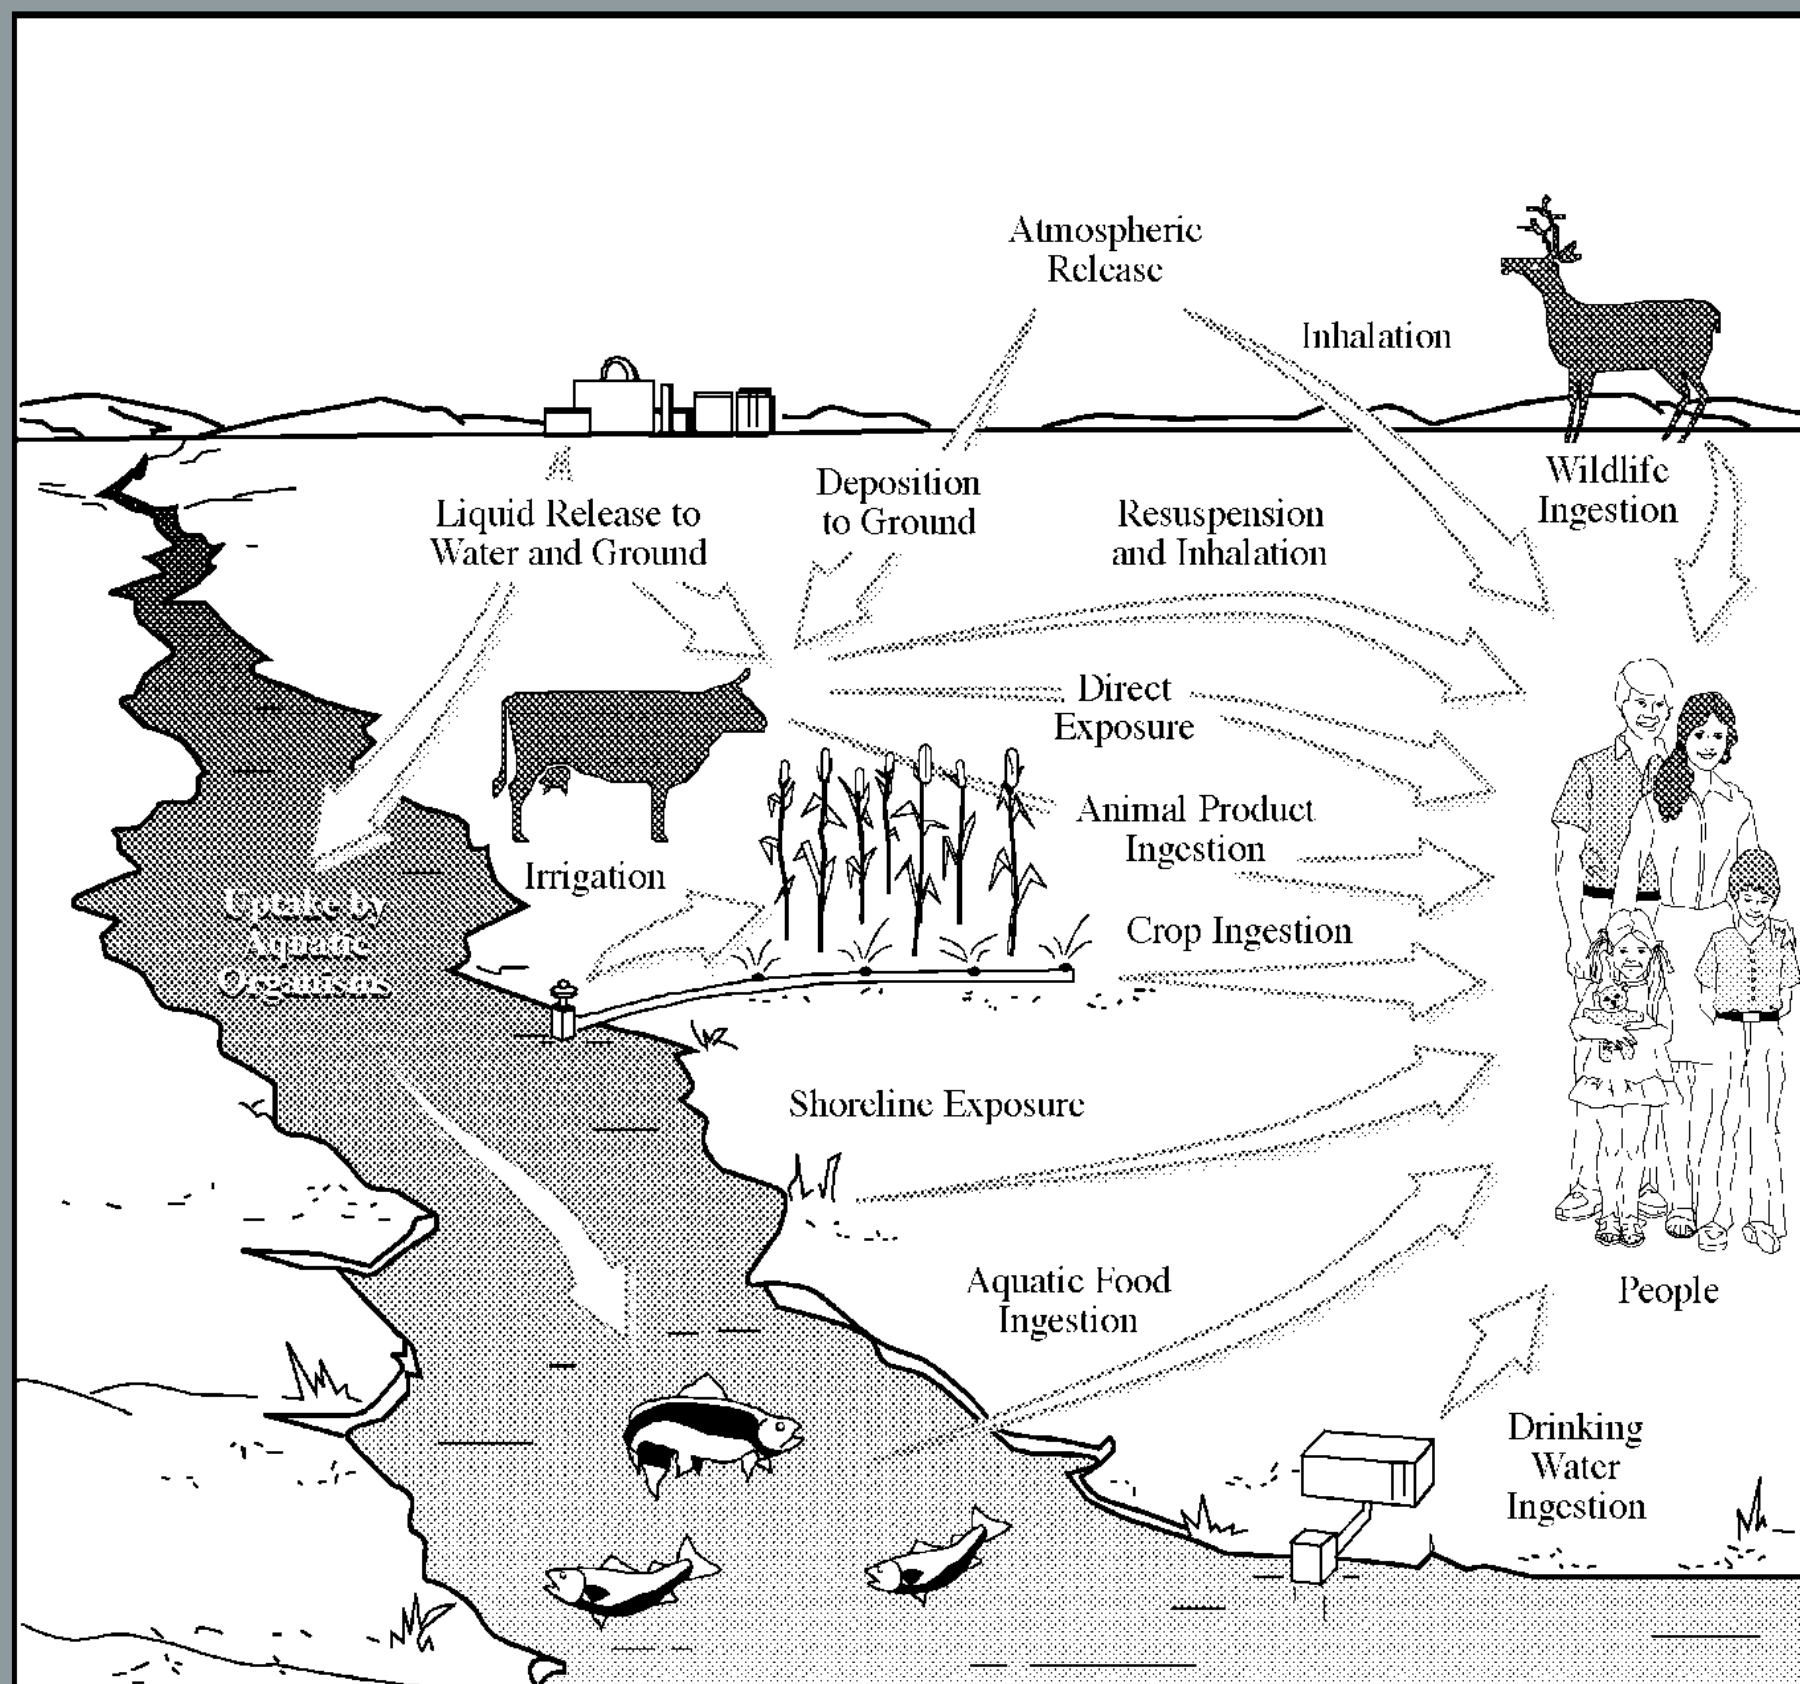 Atmospheric
Release
Inhalation
Wildlife
Ingestion
Deposition
to Ground
Liquid Release to
Water and Ground
Resuspension
and Inhalation
Direct
Exposure
Animal Product
Ingestion
Irrigation
Uptake by
Aquatic
Organisms
Crop Ingestion
Shoreline Exposure
Aquatic Food
Ingestion
People
Drinking
Water
Ingestion